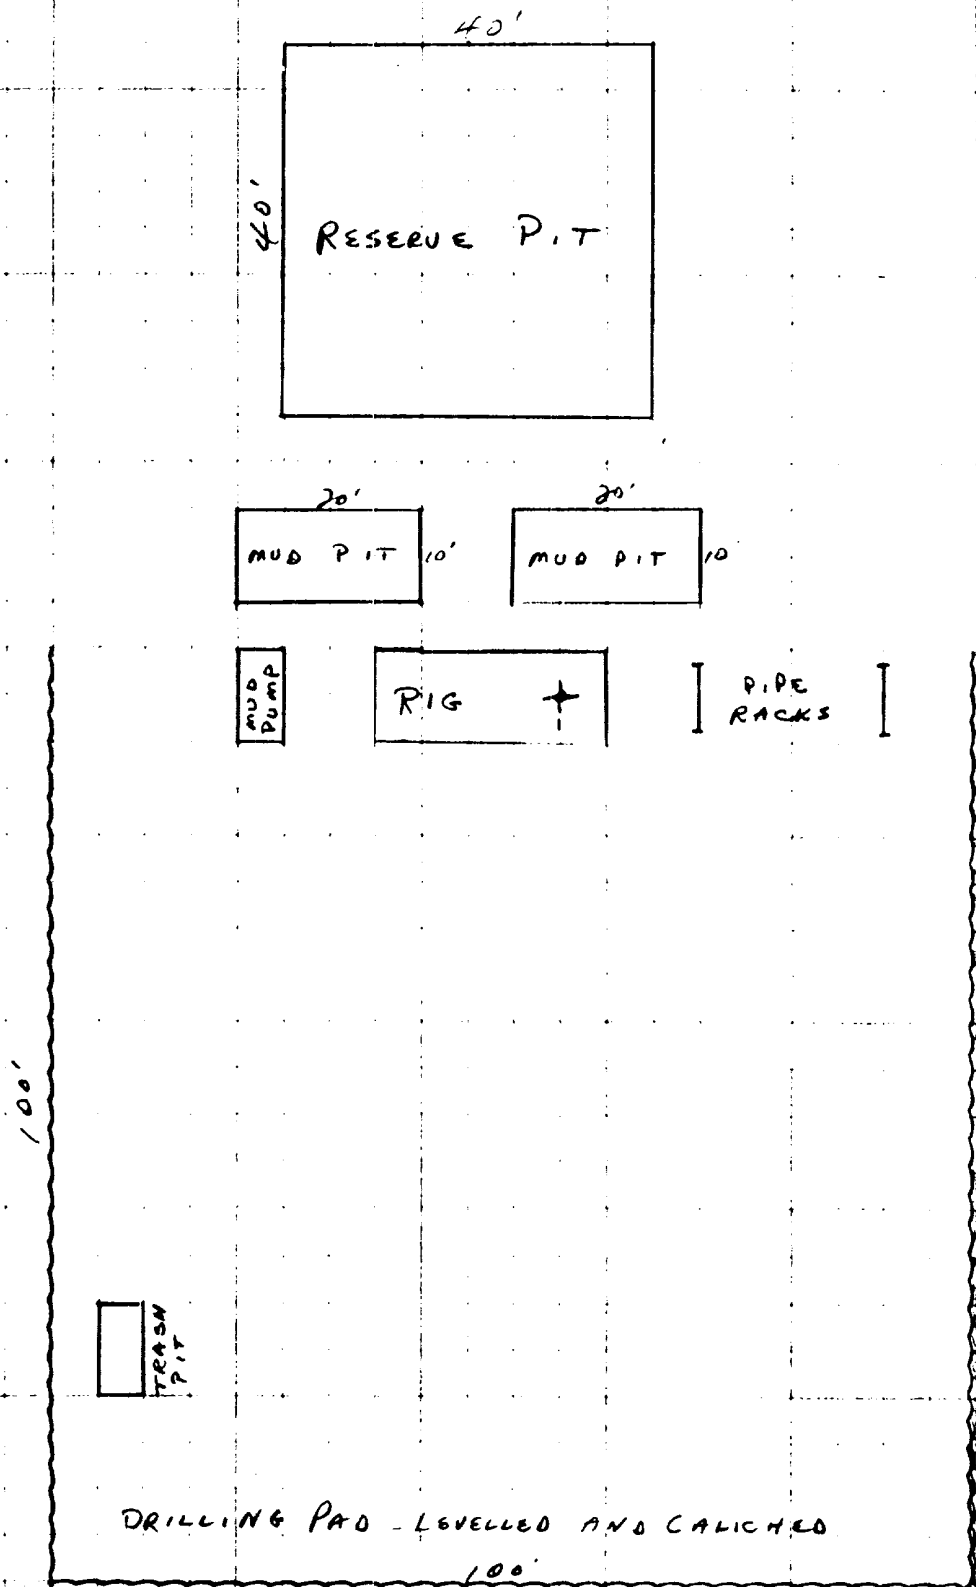 40'
40'
RESERVE PIT
20'
20'
MUD PIT
10'
MUD PIT
10
MUD
PUMP
RIG
PIPE
RACKS
100'
TRASH
PIT
DRILLING PAD - LEVELLED AND CALICHED
100'